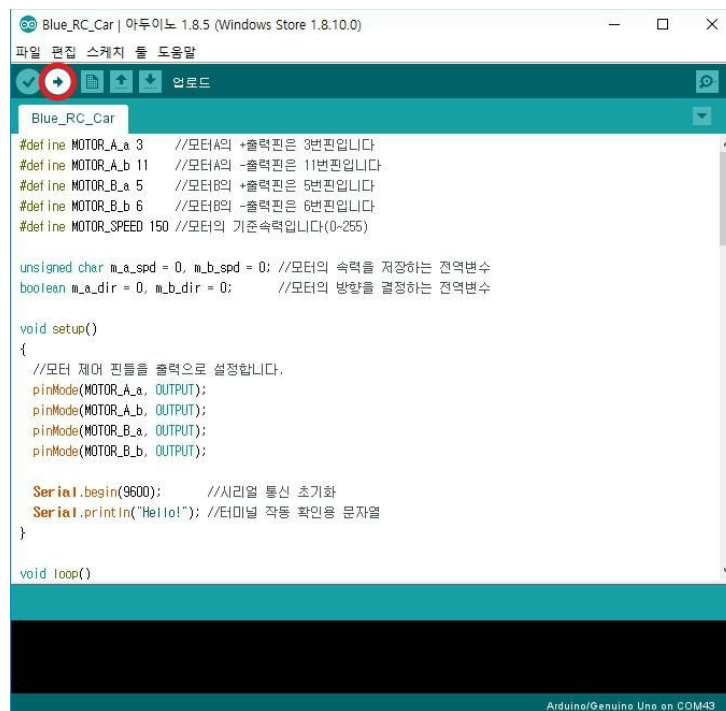 Blue_RC_Car | 아두이노 1.8.5 (Windows Store 1.8.10.0)
파일 편집 스케치 툴 도움말
업로드
Blue_RC_Car
#define MOTOR_A_a 3 //모터A의 +출력핀은 3번핀입니다
#define MOTOR_A_b 11 //모터A의 -출력핀은 11번핀입니다
#define MOTOR_B_a 5 //모터B의 +출력핀은 5번핀입니다
#define MOTOR_B_b 6 //모터B의 -출력핀은 6번핀입니다
#define MOTOR_SPEED 150 //모터의 기준속력입니다(0~255)
unsigned char m_a_spd = 0, m_b_spd = 0; //모터의 속력을 저장하는 전역변수
boolean m_a_dir = 0, m_b_dir = 0; //모터의 방향을 결정하는 전역변수
void setup()
{
//모터 제어 핀들을 출력으로 설정합니다.
pinMode(MOTOR_A_a, OUTPUT);
pinMode(MOTOR_A_b, OUTPUT);
pinMode(MOTOR_B_a, OUTPUT);
pinMode(MOTOR_B_b, OUTPUT);
Serial.begin(9600); //시리얼 통신 초기화
Serial.println("Hello!"); //터미널 작동 확인용 문자열
}
void loop()
Arduino/Genuino Uno on COM43